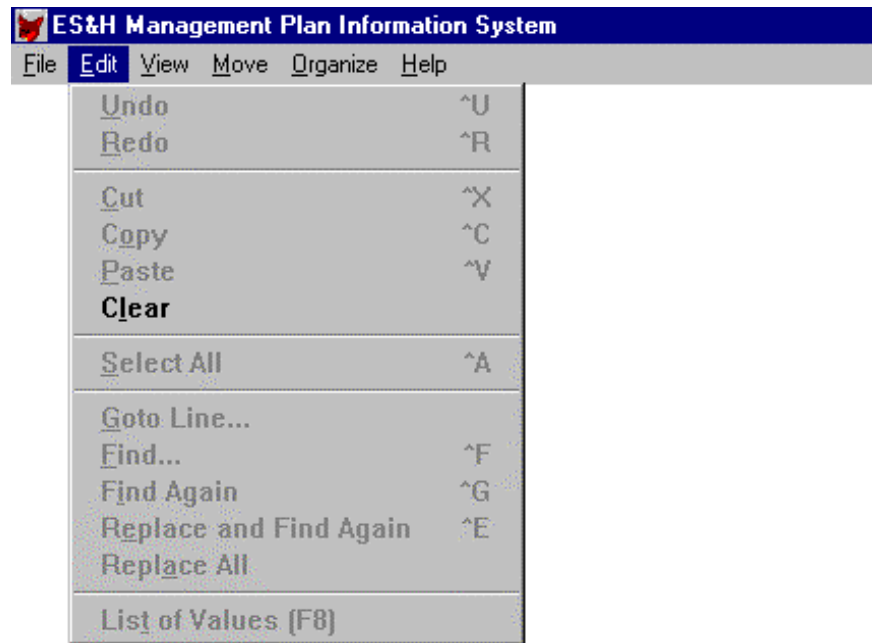 ES&H Management Plan Information System
File Edit View Move Organize Help
Undo ^U
Redo ^R
Cut ^X
Copy ^C
Paste ^V
Clear
Select All ^A
Goto Line...
Find... ^F
Find Again ^G
Replace and Find Again ^E
Replace All
List of Values (F8)